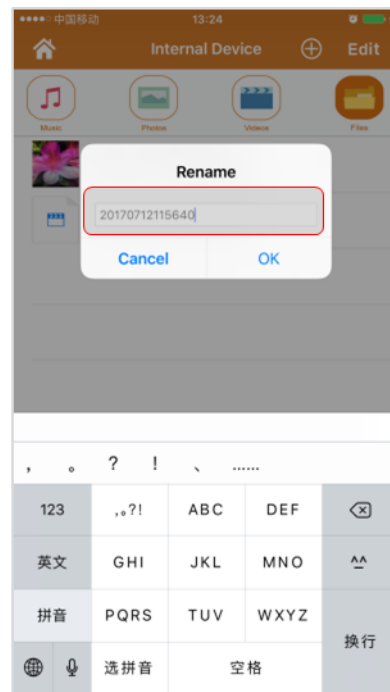 中国移动 13:24
Internal Device Edit
Music Photos Videos Files
Rename
20170712115640
Cancel OK
， 。 ？ ！ 、 ……
123 ,。?! ABC DEF
英文 GHI JKL MNO ^^
拼音 PQRS TUV WXYZ
换行
选拼音 空格